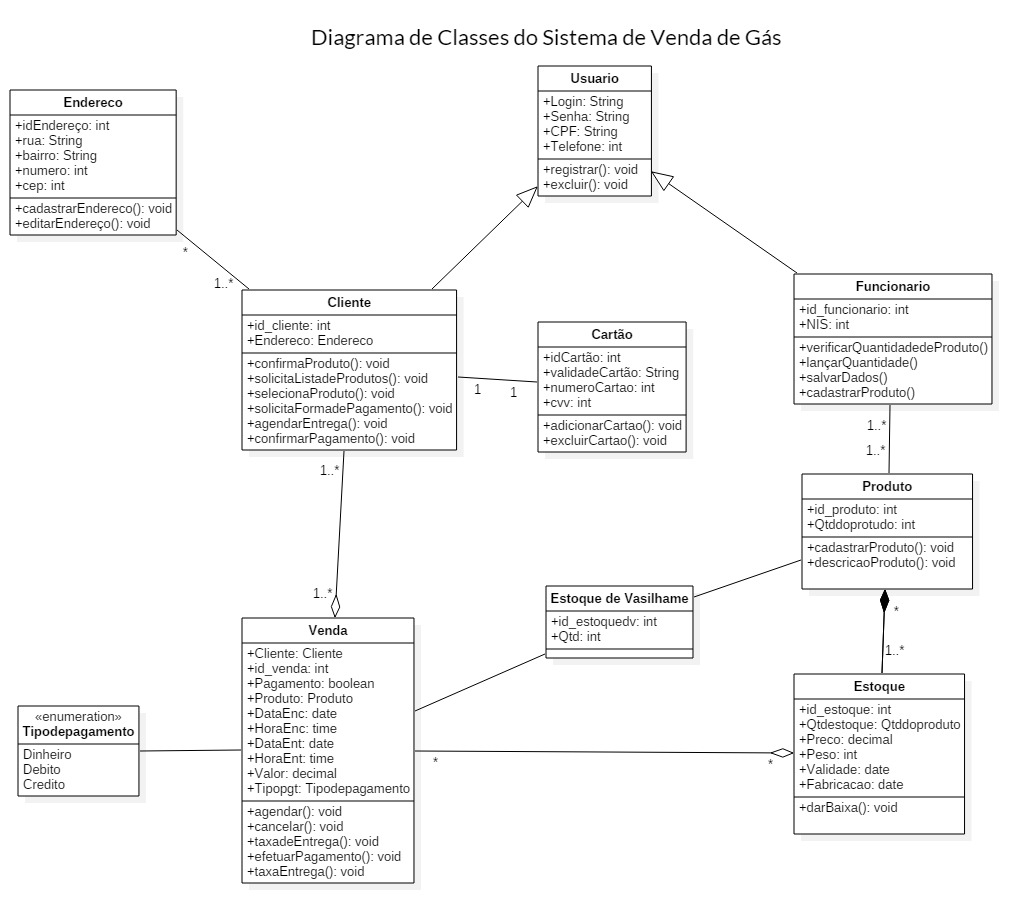 Diagrama de Classes do Sistema de Venda de Gás
Usuario
+Login: String
+Senha: String
+CPF: String
+Telefone: int
+registrar(): void
+excluir(): void
Endereco
+idEndereço: int
+rua: String
+bairro: String
+numero: int
+cep: int
+cadastrarEndereco(): void
+editarEndereço(): void
*
1..*
Cliente
+id_cliente: int
+Endereco: Endereco
+confirmaProduto(): void
+solicitaListadeProdutos(): void
+selecionaProduto(): void
+solicitaFormadePagamento(): void
+agendarEntrega(): void
+confirmarPagamento(): void
1
1
Cartão
+idCartão: int
+validadeCartão: String
+numeroCartao: int
+cvv: int
+adicionarCartao(): void
+excluirCartao(): void
Funcionario
+id_funcionario: int
+NIS: int
+verificarQuantidadedeProduto()
+lançarQuantidade()
+salvarDados()
+cadastrarProduto()
1..*
1..*
Produto
+id_produto: int
+Qtddoprotudo: int
+cadastrarProduto(): void
+descricaoProduto(): void
*
1..*
1..*
1..*
Estoque de Vasilhame
+id_estoquedv: int
+Qtd: int
Venda
+Cliente: Cliente
+id_venda: int
+Pagamento: boolean
+Produto: Produto
+DataEnc: date
+HoraEnc: time
+DataEnt: date
+HoraEnt: time
+Valor: decimal
+Tipopgt: Tipodepagamento
+agendar(): void
+cancelar(): void
+taxadeEntrega(): void
+efetuarPagamento(): void
+taxaEntrega(): void
«enumeration»
Tipodepagamento
Dinheiro
Debito
Credito
*
*
Estoque
+id_estoque: int
+Qtdestoque: Qtddoproduto
+Preco: decimal
+Peso: int
+Validade: date
+Fabricacao: date
+darBaixa(): void